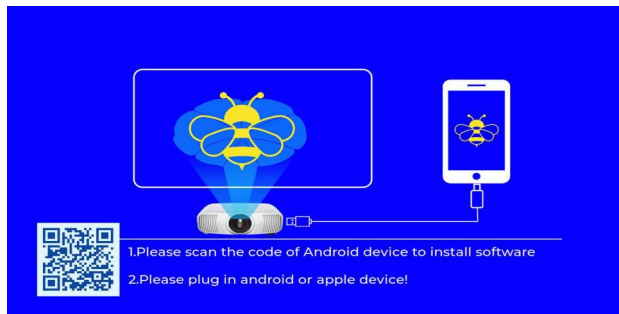 1.Please scan the code of Android device to install software
2.Please plug in android or apple device!